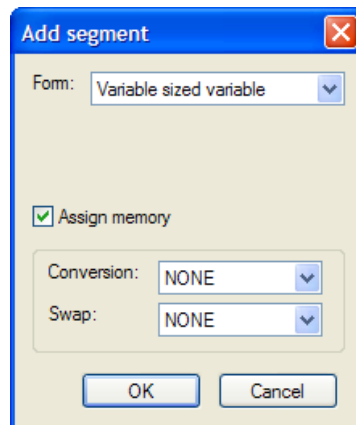 Add segment
Form: Variable sized variable
Assign memory
Conversion: NONE
Swap: NONE
OK Cancel